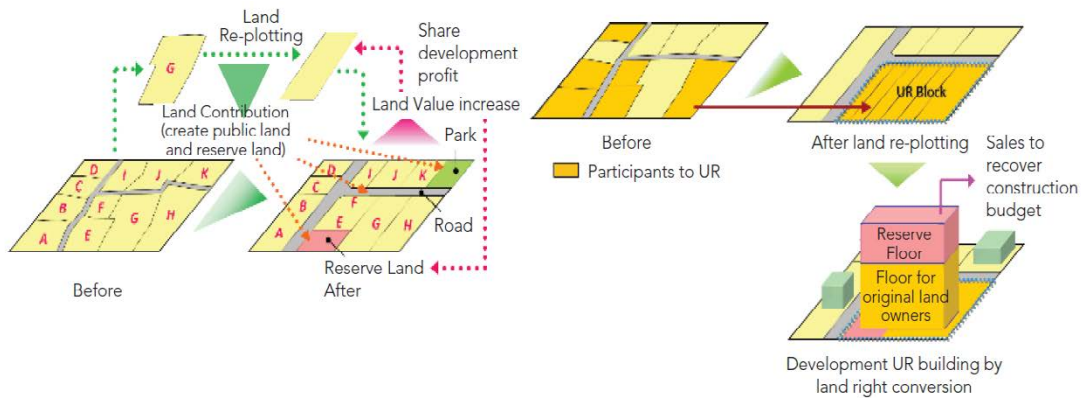 Land
Re-plotting
G
Share
development
profit
Land Contribution
(create public land
and reserve land)
Land Value increase
Park
D
I
J
K
C
B
F
G
H
A
E
D
I
J
K
C
B
F
E
G
H
A
Road
Reserve Land
Before
After
Before
Participants to UR
UR Block
After land re-plotting
Sales to
recover
construction
budget
Reserve
Floor
Floor for
original land
owners
Development UR building by
land right conversion